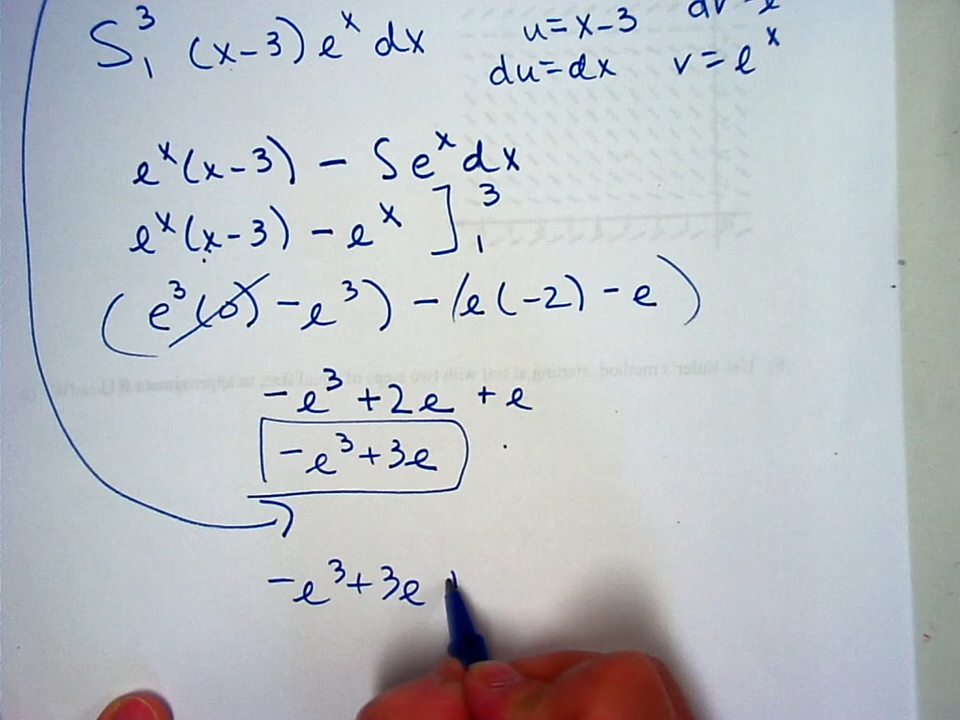 ∫₁³ (x-3) eˣ dx u = x-3
du = dx v = eˣ
eˣ(x-3) - ∫eˣ dx
eˣ(x-3) - eˣ ]₁³
(e³(0) - e³) - (e(-2) - e)
-e³ + 2e + e
-e³ + 3e
-e³ + 3e